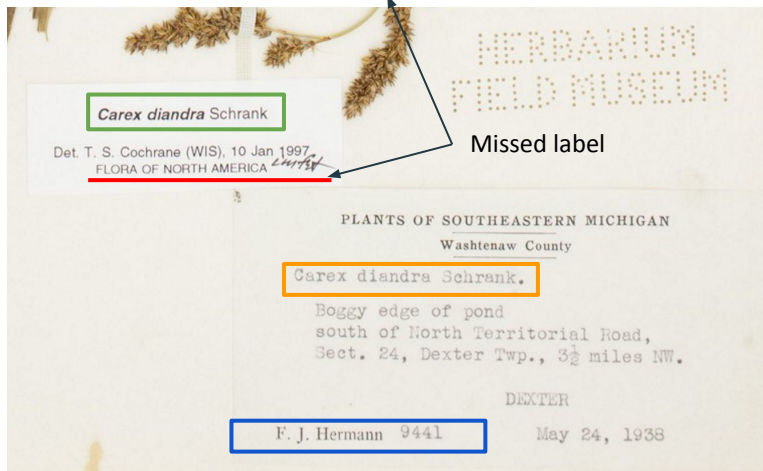 HERBARIUM
FIELD MUSEUM
Carex diandra Schrank
Missed label
Det. T. S. Cochrane (WIS), 10 Jan 1997
FLORA OF NORTH AMERICA
PLANTS OF SOUTHEASTERN MICHIGAN
Washtenaw County
Carex diandra Schrank.
Boggy edge of pond
south of North Territorial Road,
Sect. 24, Dexter Twp., 3½ miles NW.
DEXTER
F. J. Hermann 9441 May 24, 1938